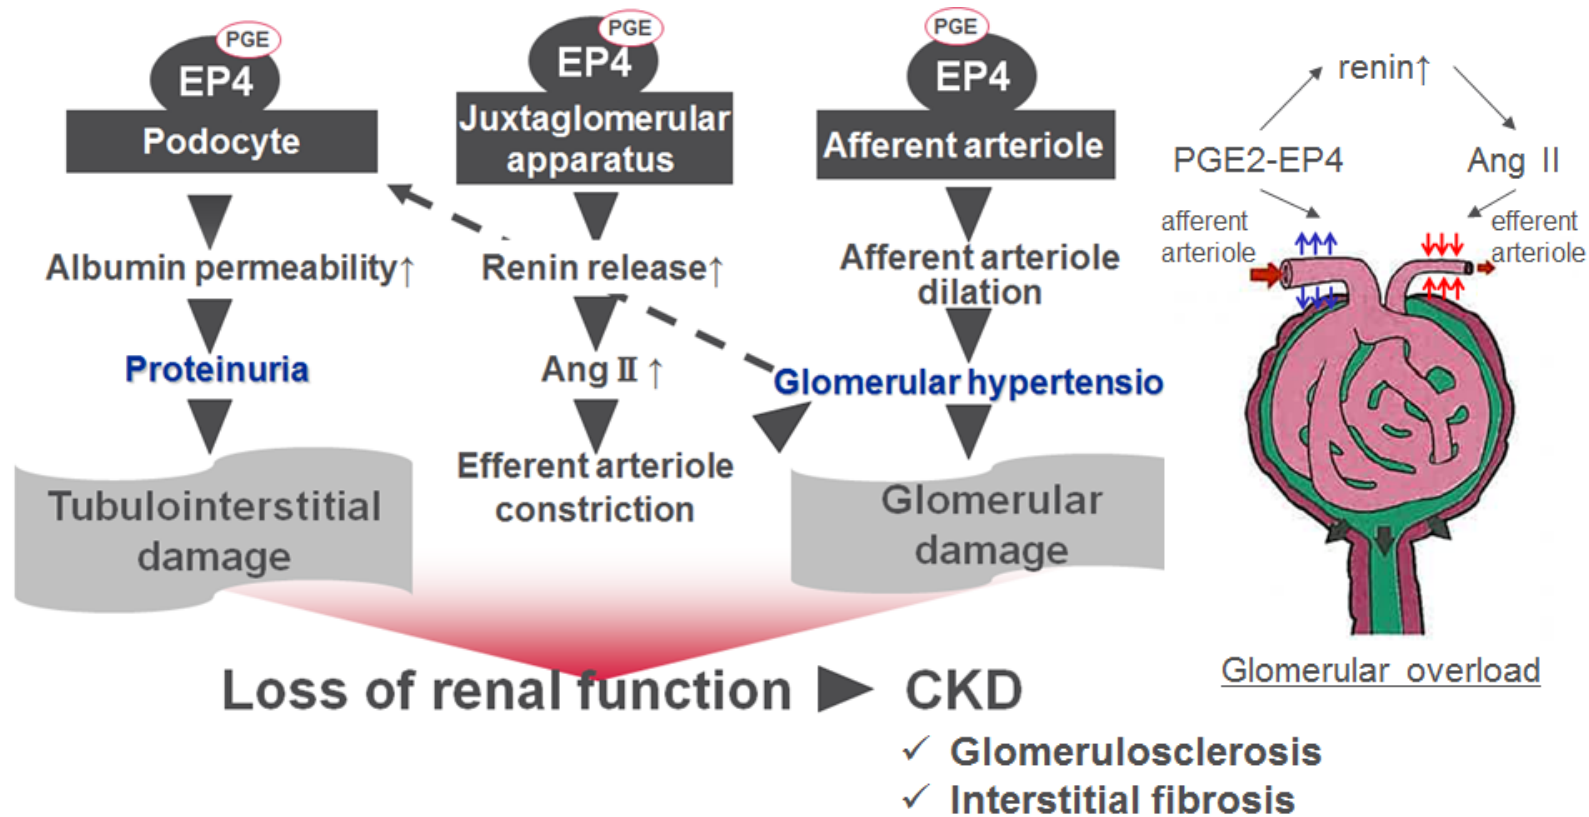 PGE
EP4
Podocyte
Albumin permeability↑
Proteinuria
Tubulointerstitial
damage
PGE
EP4
Juxtaglomerular
apparatus
Renin release↑
Ang Ⅱ ↑
Efferent arteriole
constriction
PGE
EP4
Afferent arteriole
Afferent arteriole
dilation
Glomerular hypertensio
Glomerular
damage
Loss of renal function
CKD
✓ Glomerulosclerosis
✓ Interstitial fibrosis
renin↑
PGE2-EP4
Ang II
afferent
arteriole
efferent
arteriole
Glomerular overload